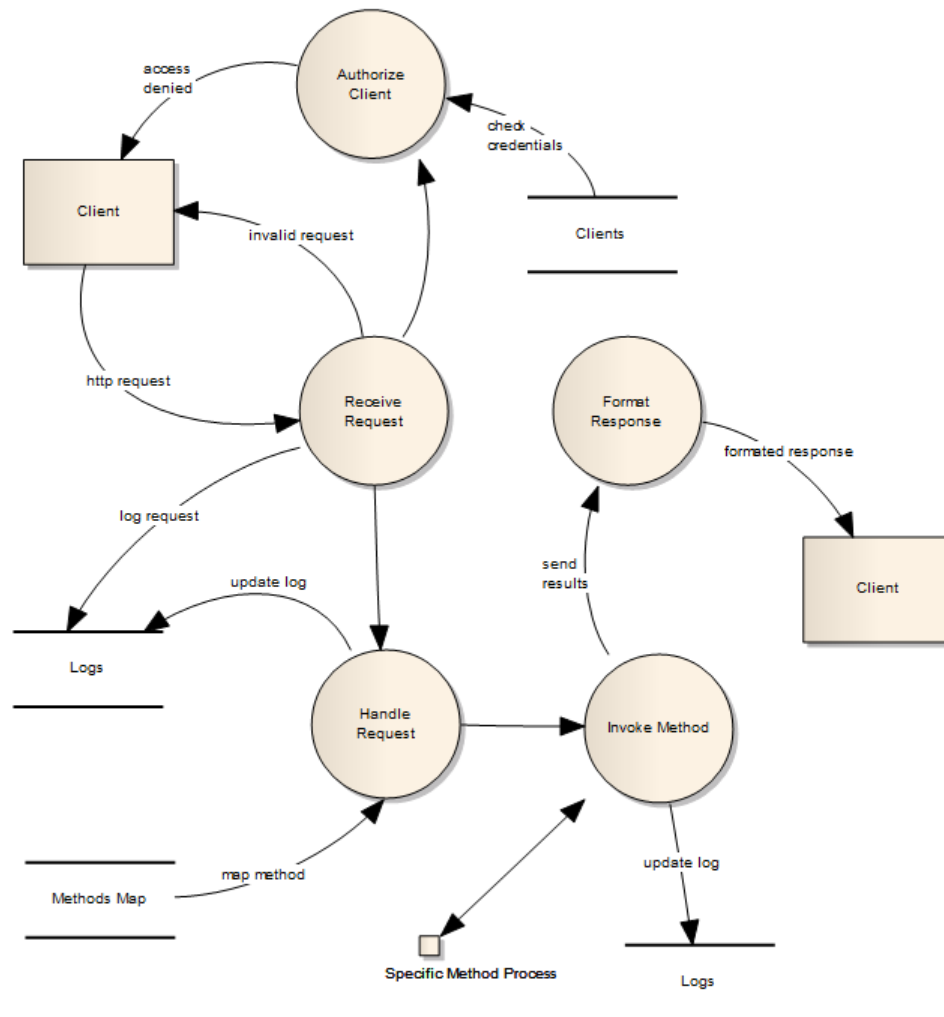 access
denied
Authorize
Client
check
credentials
Client
invalid request
Clients
http request
Receive
Request
Format
Response
formated response
log request
send
results
update log
Client
Logs
Handle
Request
Invoke Method
update log
map method
Methods Map
Specific Method Process
Logs